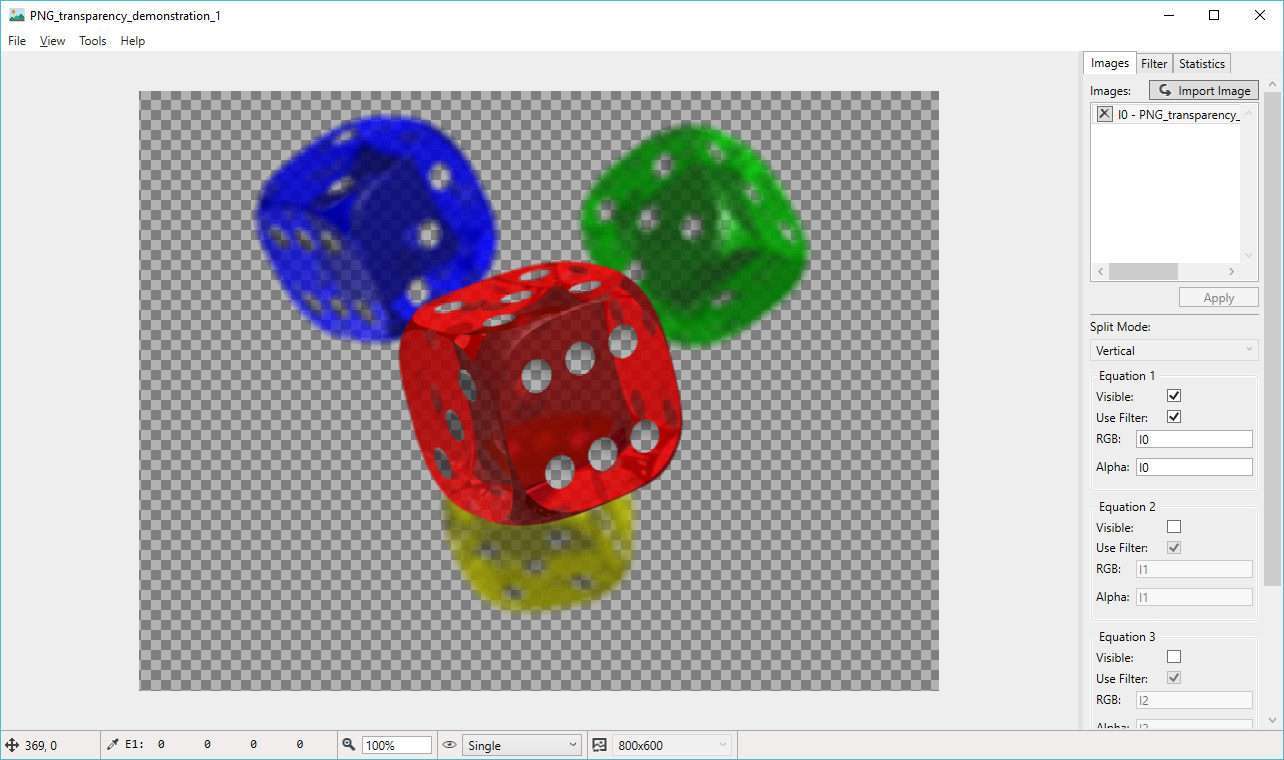 PNG_transparency_demonstration_1
File View Tools Help
Images Filter Statistics
Images: Import Image
I0 - PNG_transparency_
Apply
Split Mode:
Vertical
Equation 1
Visible:
Use Filter:
RGB: I0
Alpha: I0
Equation 2
Visible:
Use Filter:
RGB: I1
Alpha: I1
Equation 3
Visible:
Use Filter:
RGB: I2
Alpha: I2
369, 0 E1: 0 0 0 0 100% Single 800x600